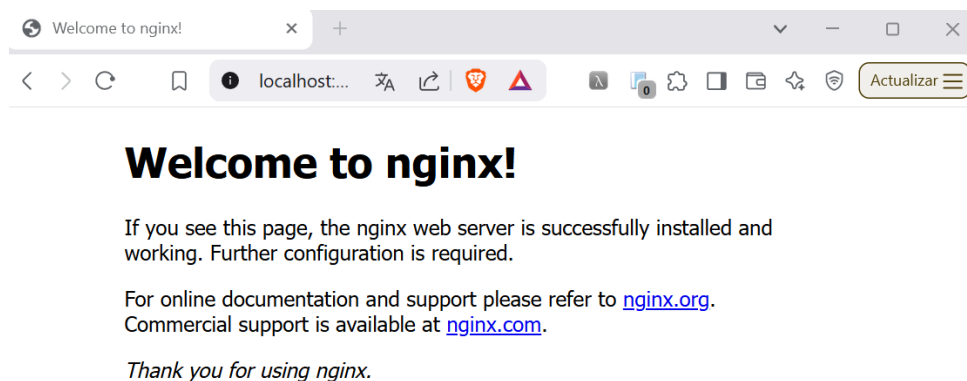 Welcome to nginx!
localhost:...
0
Actualizar
Welcome to nginx!
If you see this page, the nginx web server is successfully installed and
working. Further configuration is required.
For online documentation and support please refer to nginx.org.
Commercial support is available at nginx.com.
Thank you for using nginx.